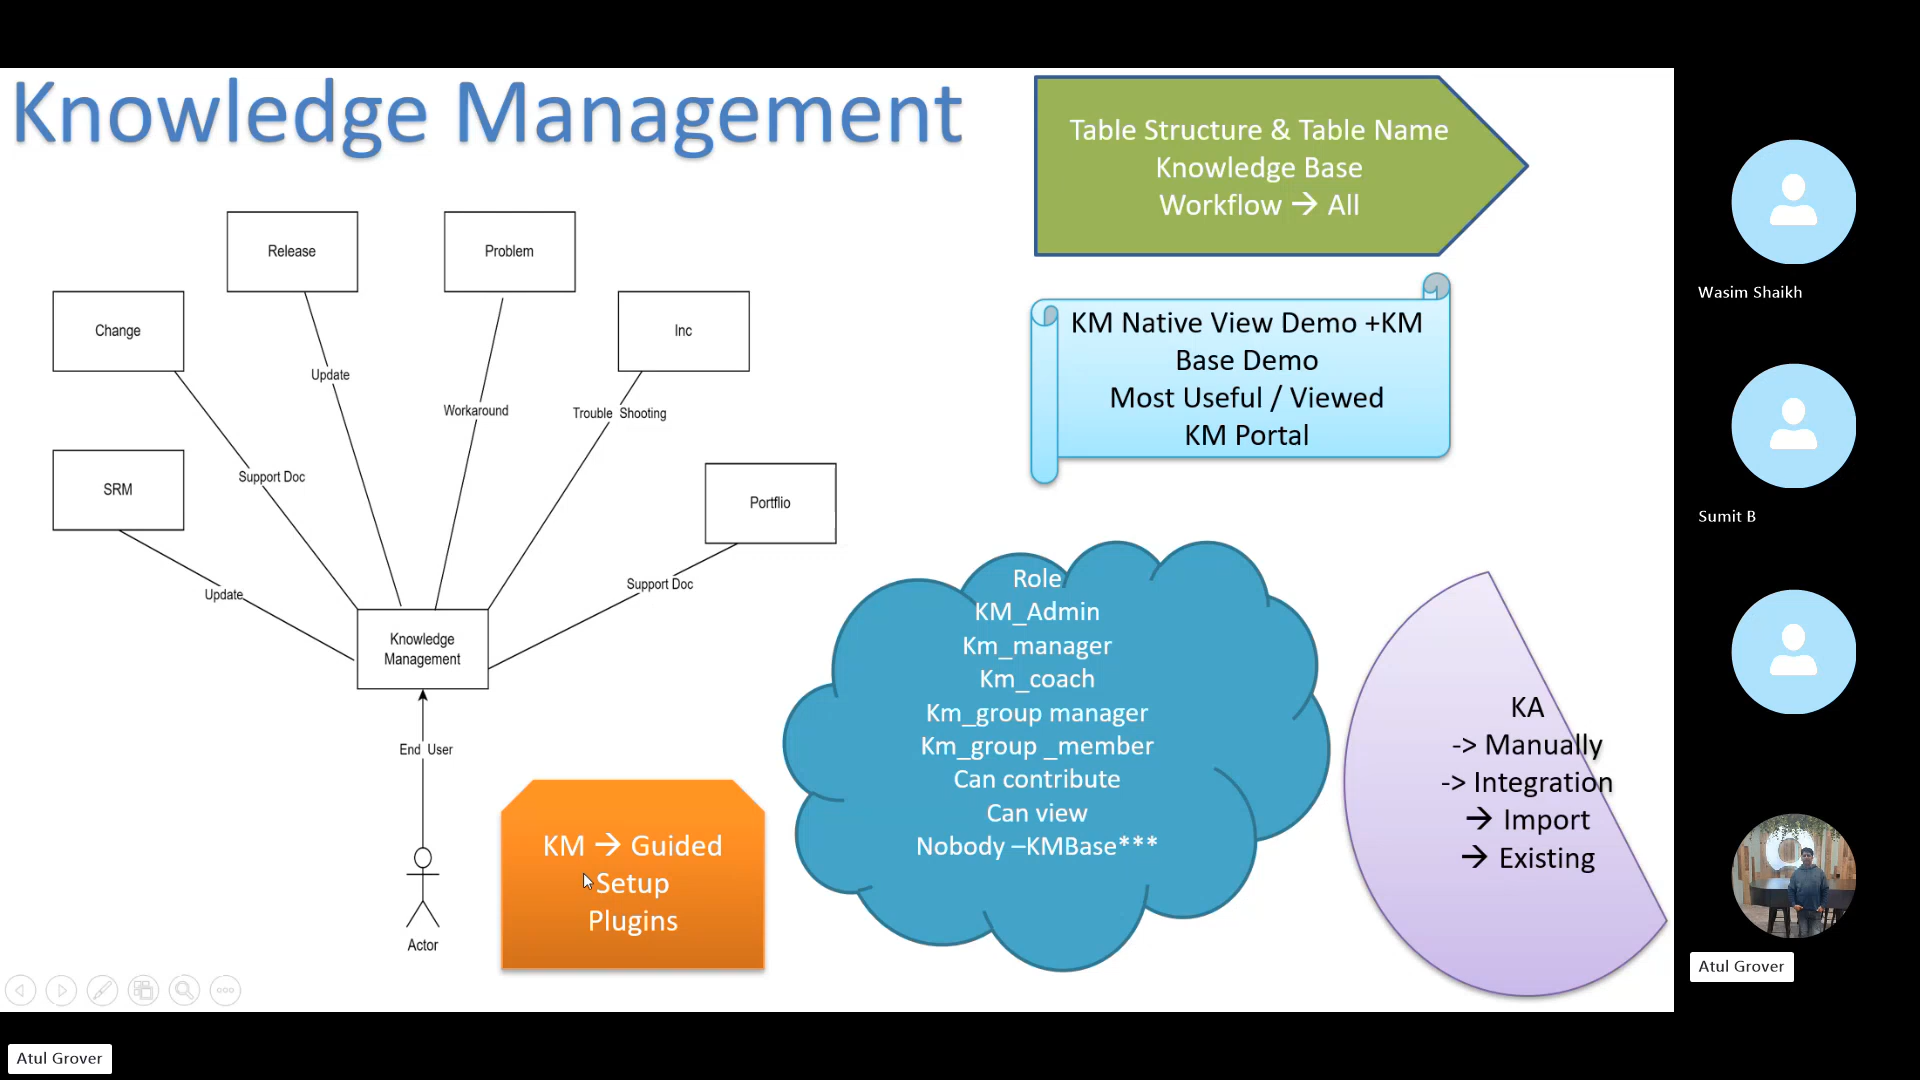 Knowledge Management
Release
Problem
Change
Inc
Update
Workaround
Trouble Shooting
SRM
Support Doc
Portflio
Update
Support Doc
Knowledge
Management
End User
Actor
Table Structure & Table Name
Knowledge Base
Workflow → All
KM Native View Demo +KM
Base Demo
Most Useful / Viewed
KM Portal
KM → Guided
Setup
Plugins
Role
KM_Admin
Km_manager
Km_coach
Km_group manager
Km_group _member
Can contribute
Can view
Nobody –KMBase***
KA
-> Manually
-> Integration
→ Import
→ Existing
Wasim Shaikh
Sumit B
Atul Grover
Atul Grover